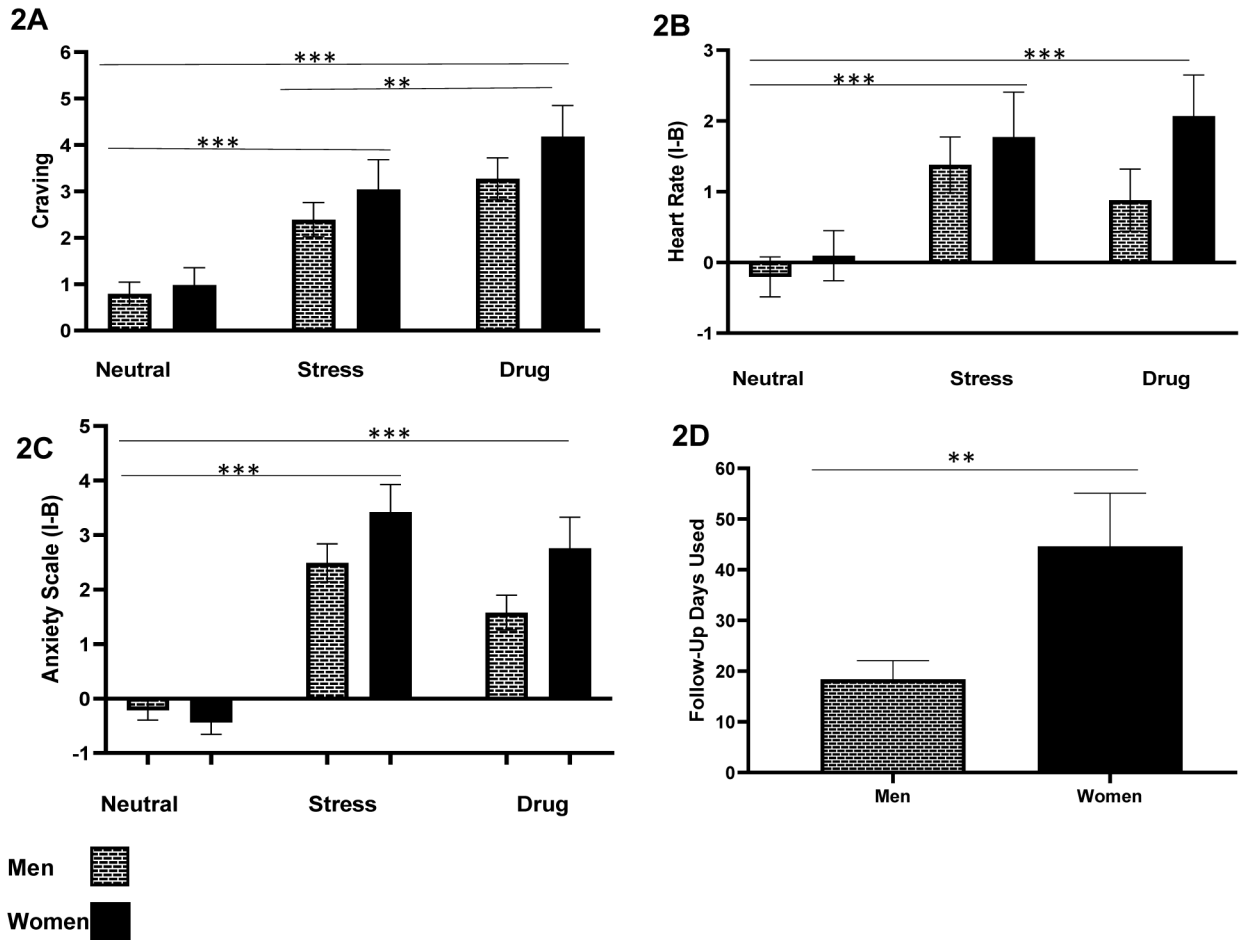 2A
Craving
6
5
4
3
2
1
0
***
**
***
Neutral Stress Drug
2B
Heart Rate (I-B)
3
2
1
0
-1
***
***
Neutral Stress Drug
2C
Anxiety Scale (I-B)
5
4
3
2
1
0
-1
***
***
Neutral Stress Drug
2D
Follow-Up Days Used
60
50
40
30
20
10
0
**
Men Women
Men
Women